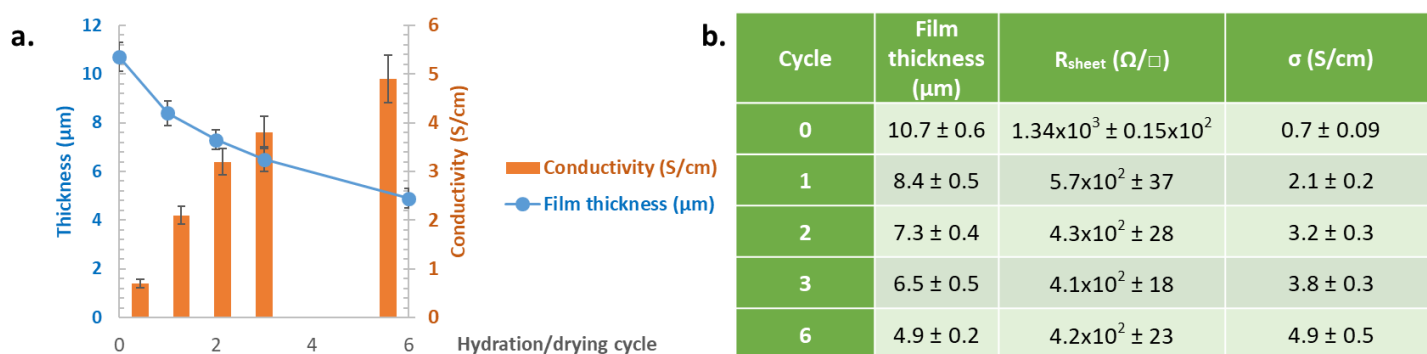 a.
Thickness (µm)
12
10
8
6
4
2
0
0
2
4
6
Hydration/drying cycle
6
5
4
3
2
1
0
Conductivity (S/cm)
Conductivity (S/cm)
Film thickness (µm)
b.
Cycle Film thickness (µm) Rsheet (Ω/□) σ (S/cm)
0 10.7 ± 0.6 1.34x10³ ± 0.15x10² 0.7 ± 0.09
1 8.4 ± 0.5 5.7x10² ± 37 2.1 ± 0.2
2 7.3 ± 0.4 4.3x10² ± 28 3.2 ± 0.3
3 6.5 ± 0.5 4.1x10² ± 18 3.8 ± 0.3
6 4.9 ± 0.2 4.2x10² ± 23 4.9 ± 0.5